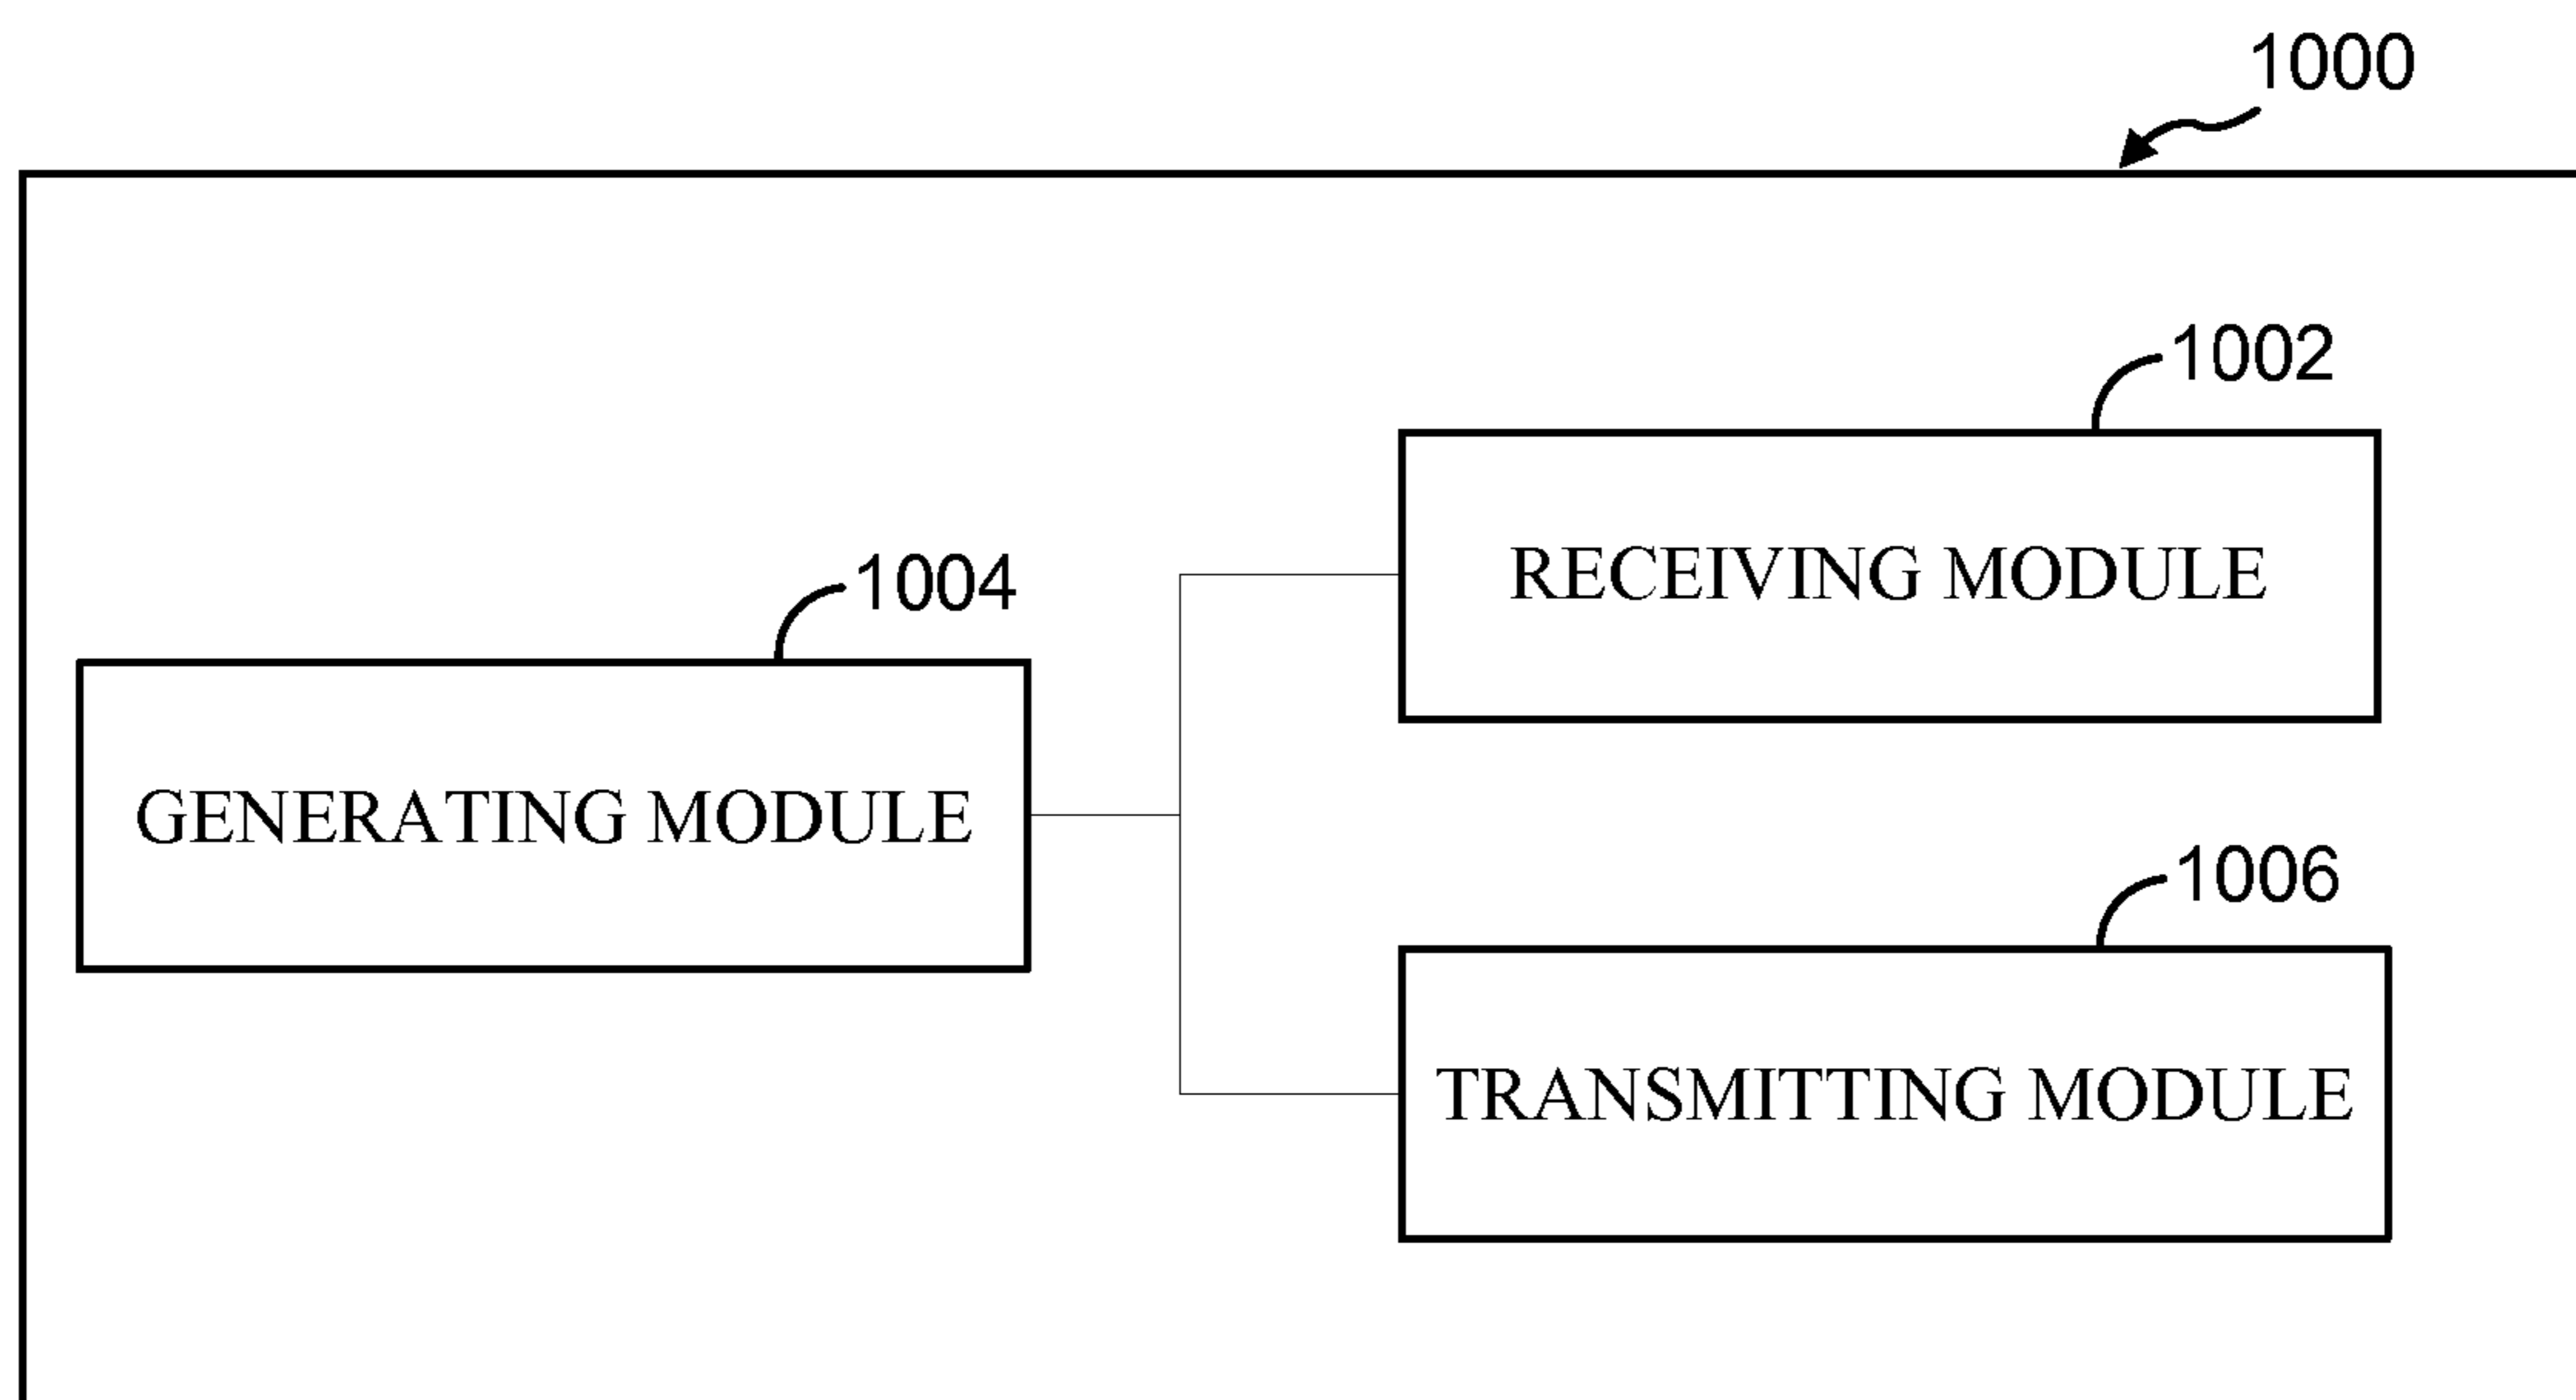 1000
1002
RECEIVING MODULE
1004
GENERATING MODULE
1006
TRANSMITTING MODULE